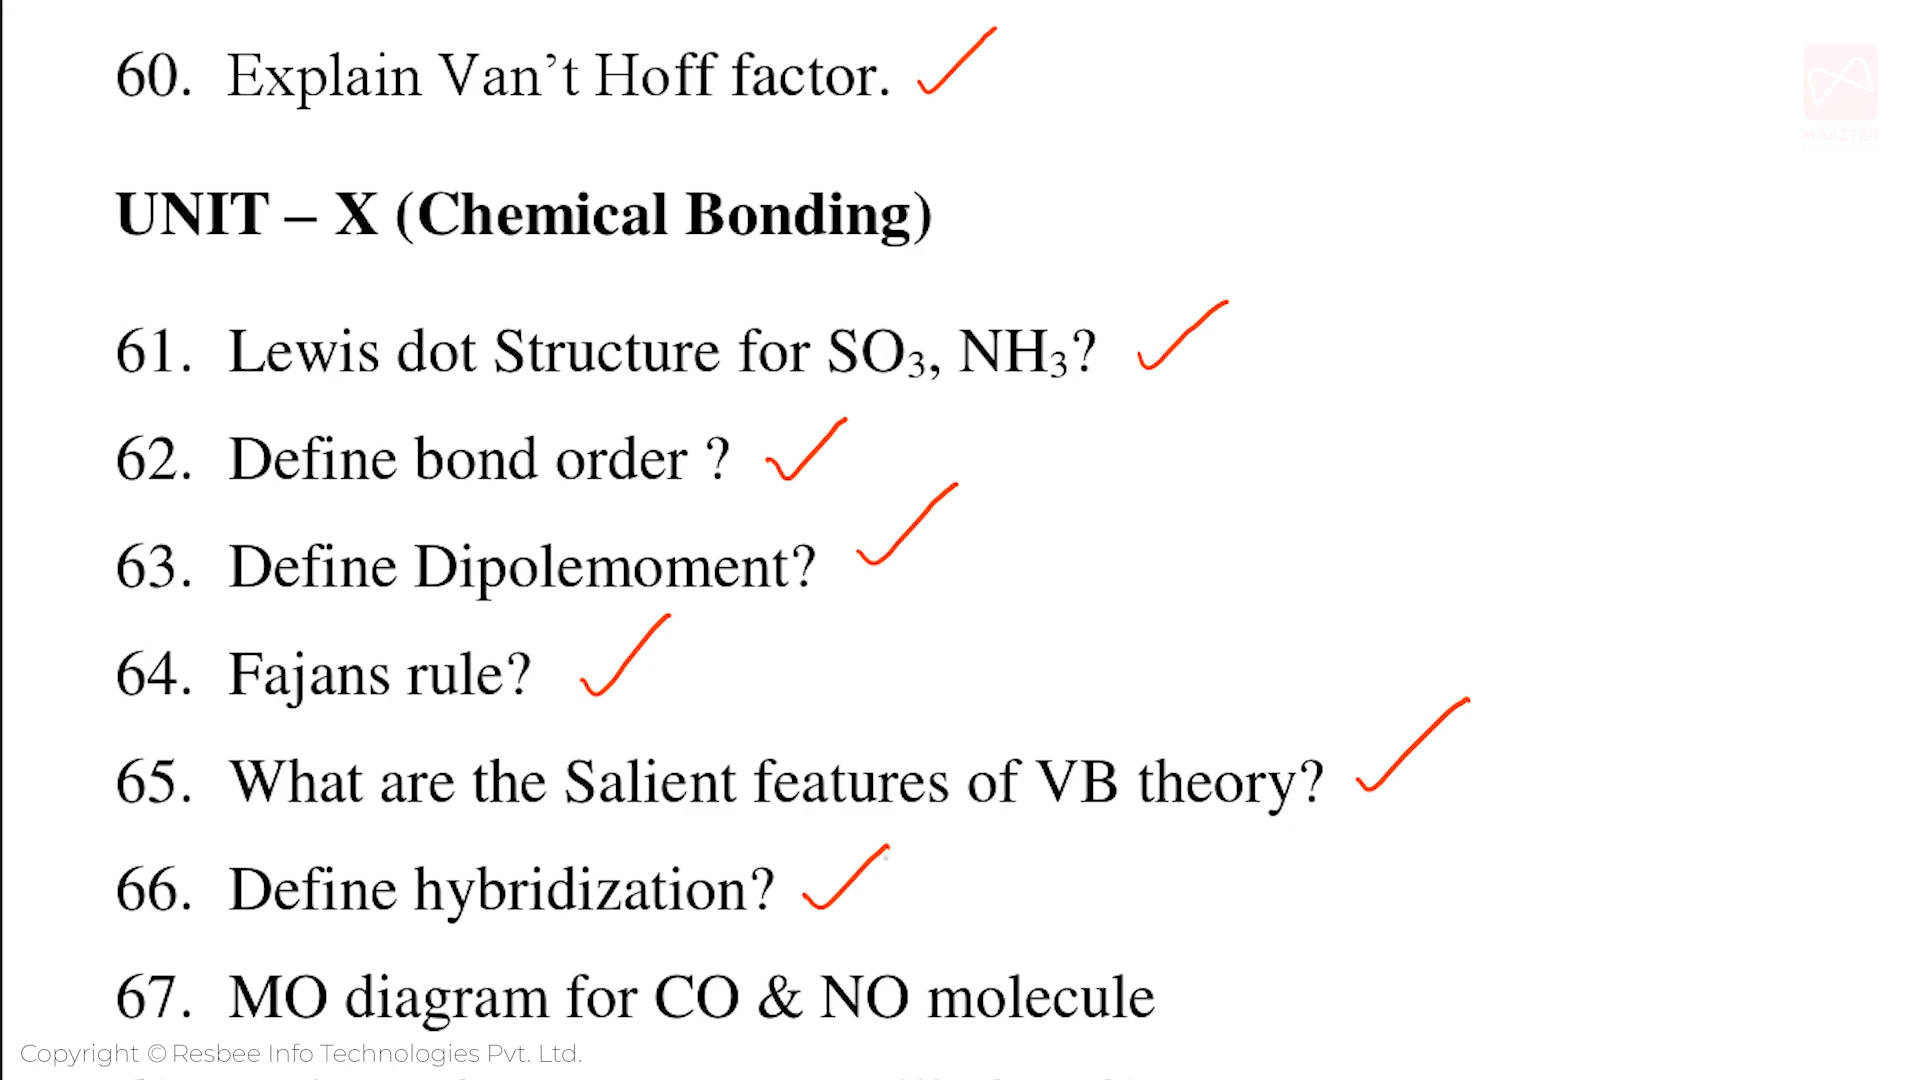 60. Explain Van’t Hoff factor.
MAAZTER
UNIT – X (Chemical Bonding)
61. Lewis dot Structure for SO₃, NH₃?
62. Define bond order ?
63. Define Dipolemoment?
64. Fajans rule?
65. What are the Salient features of VB theory?
66. Define hybridization?
67. MO diagram for CO & NO molecule
Copyright © Resbee Info Technologies Pvt. Ltd.